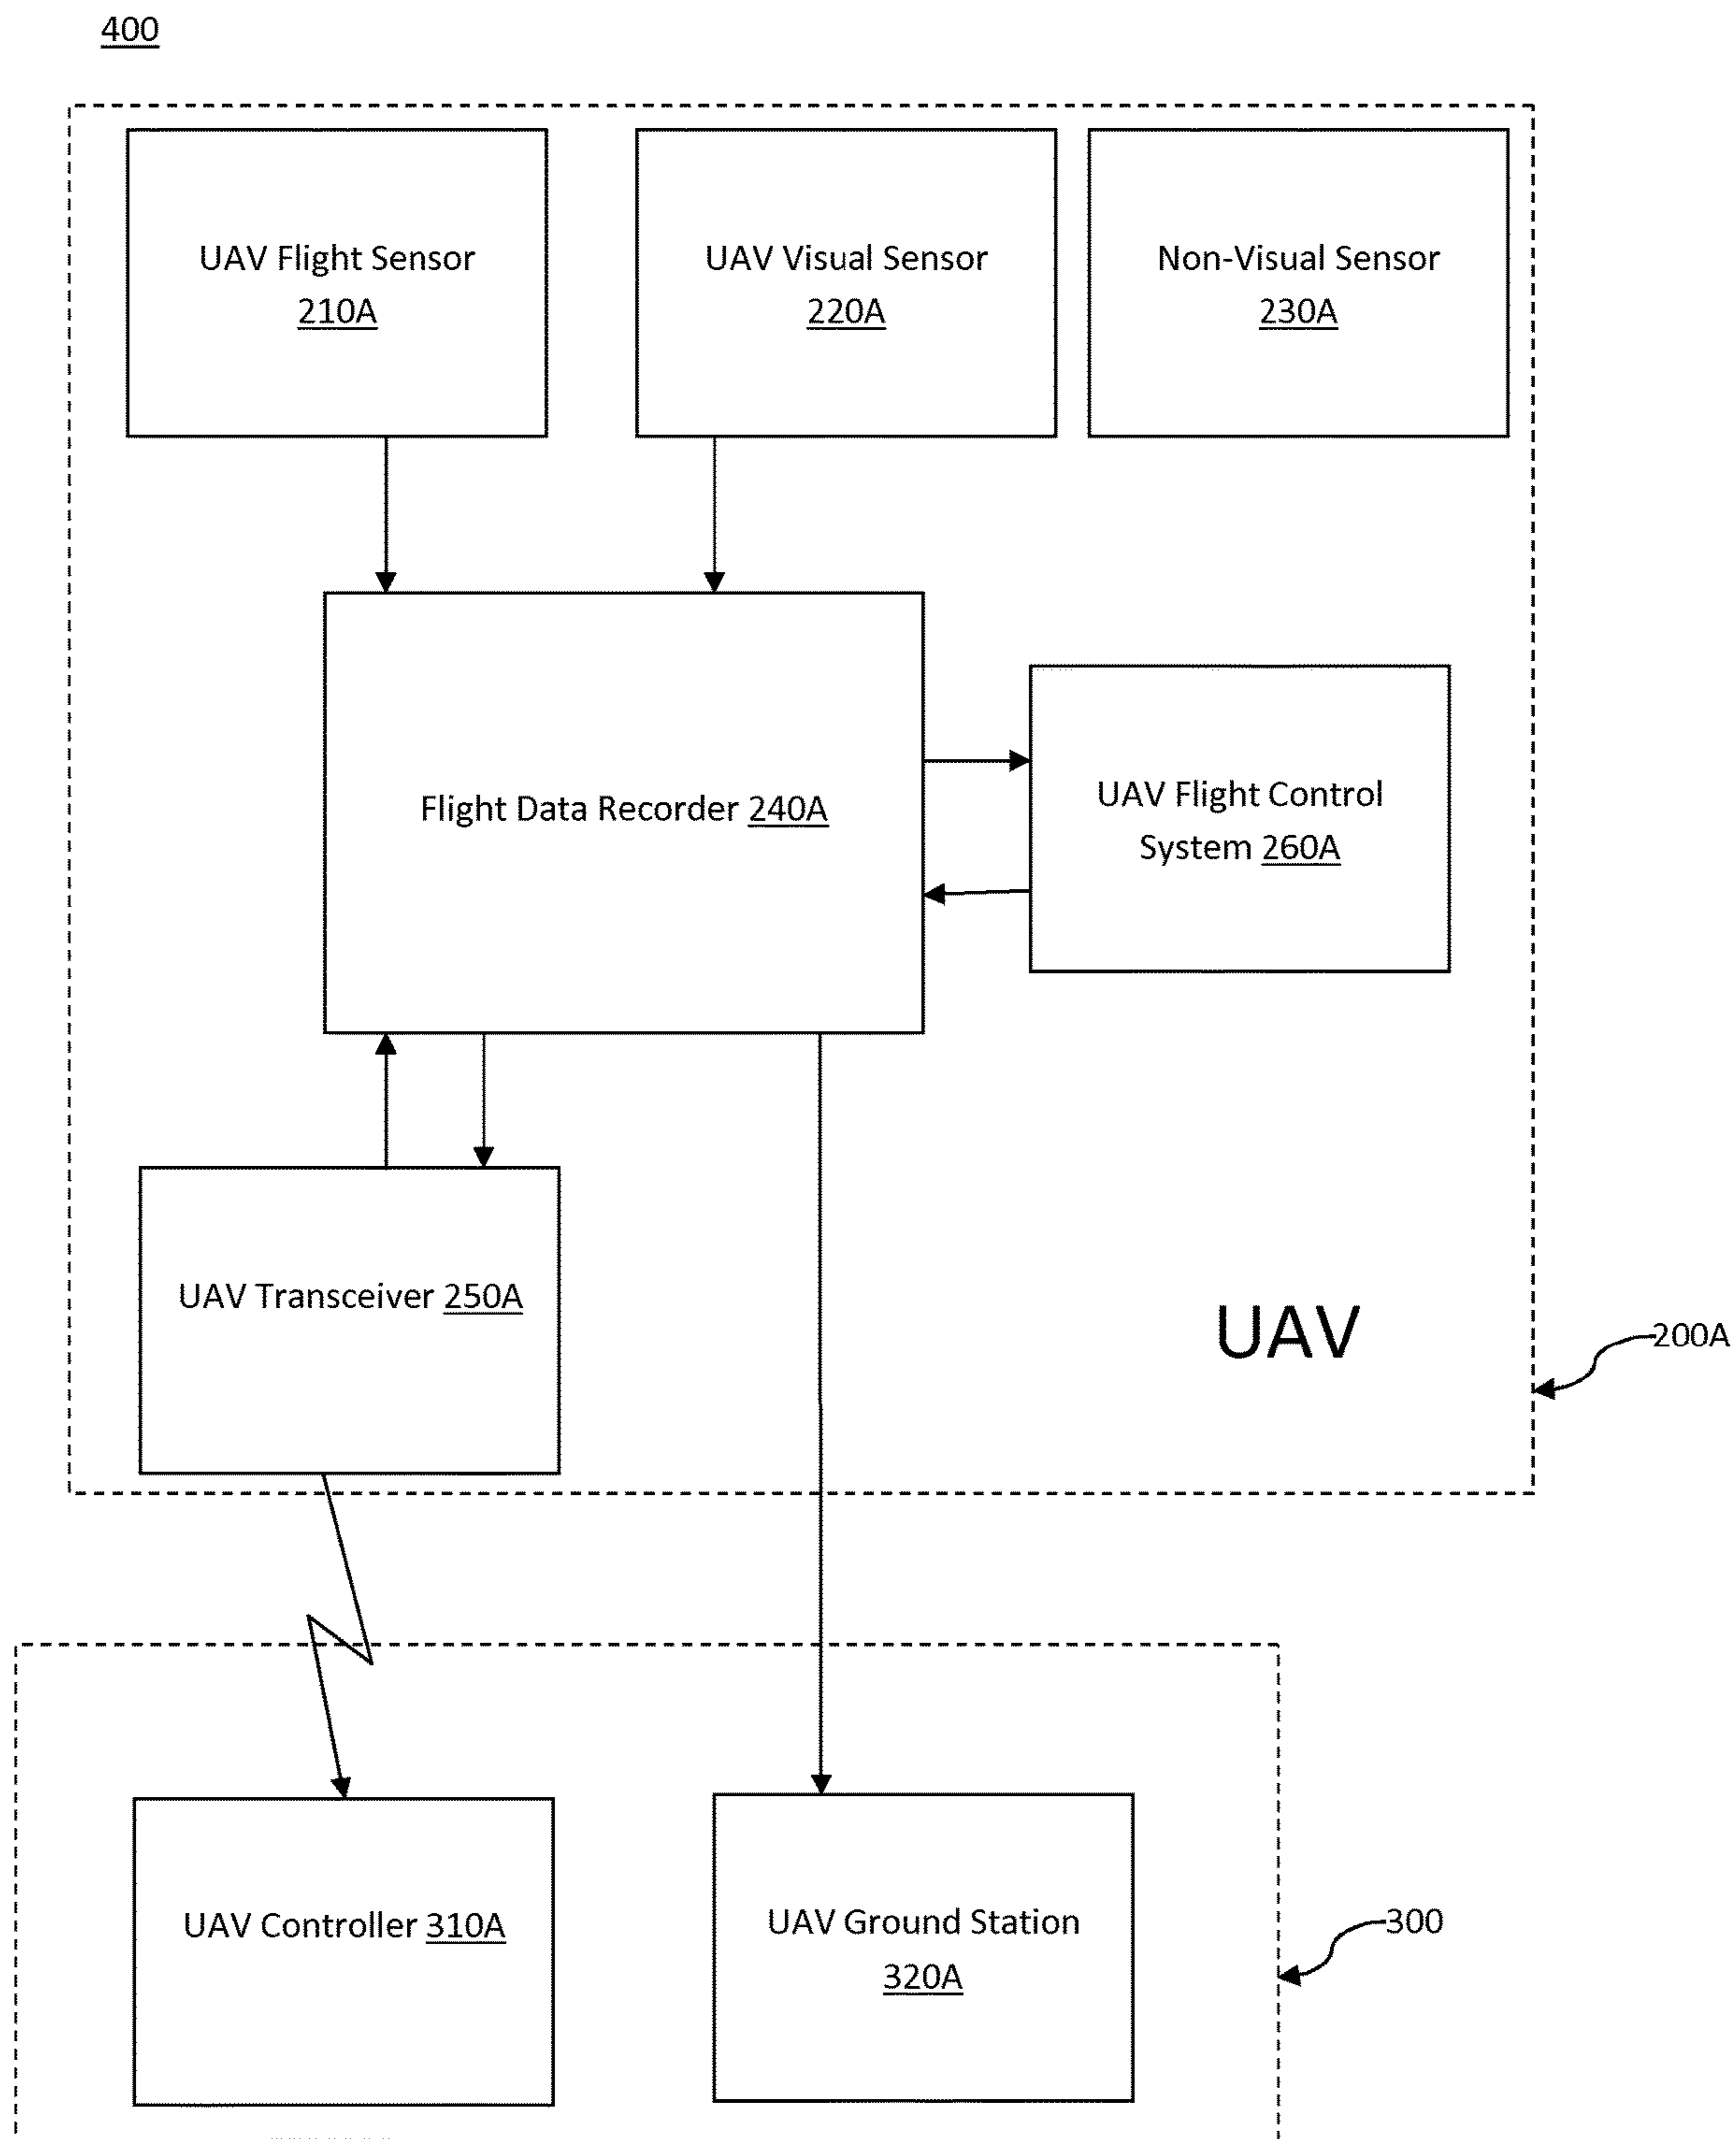 400
UAV Flight Sensor
210A
UAV Visual Sensor
220A
Non-Visual Sensor
230A
Flight Data Recorder 240A
UAV Flight Control
System 260A
UAV Transceiver 250A
UAV
200A
UAV Controller 310A
UAV Ground Station
320A
300